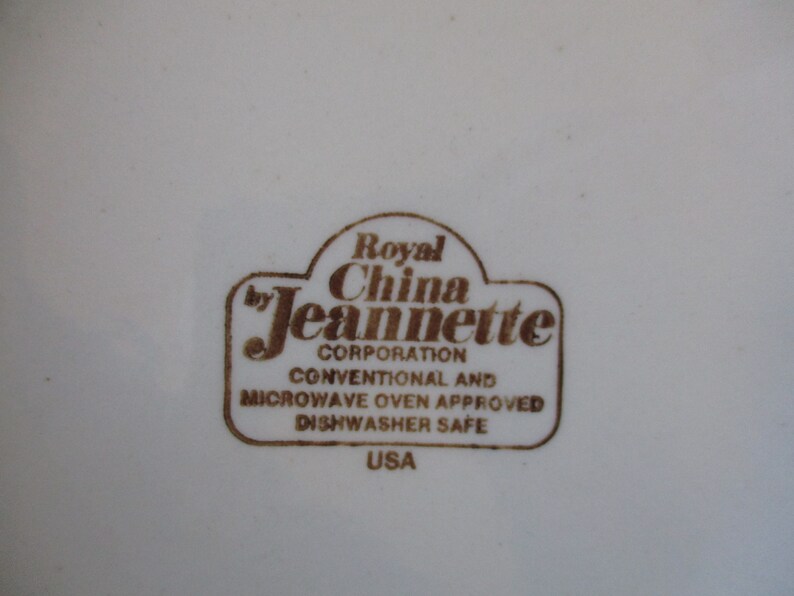 Royal
China
by Jeannette
CORPORATION
CONVENTIONAL AND
MICROWAVE OVEN APPROVED
DISHWASHER SAFE
USA